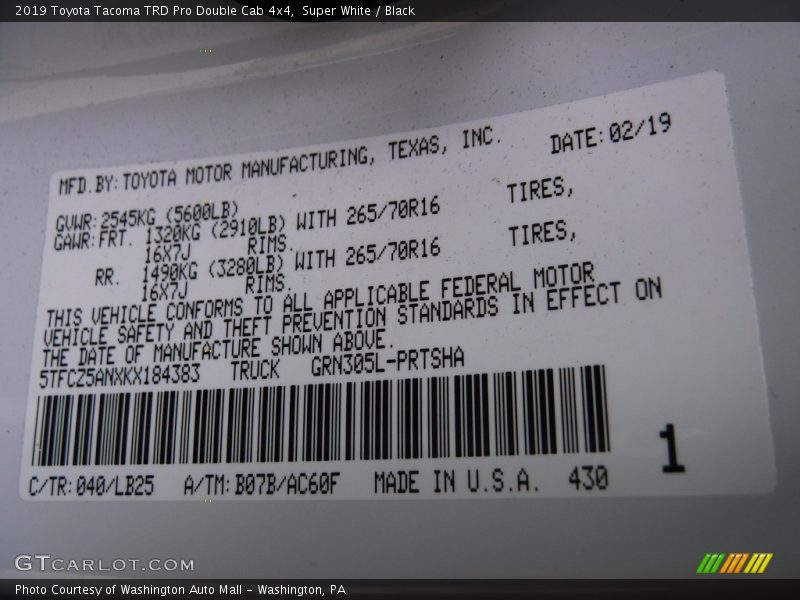 2019 Toyota Tacoma TRD Pro Double Cab 4x4, Super White / Black
MFD.BY:TOYOTA MOTOR MANUFACTURING, TEXAS, INC. DATE:02/19
GVWR:2545KG (5600LB)
GAWR:FRT. 1320KG (2910LB) WITH 265/70R16 TIRES,
16X7J RIMS.
RR. 1490KG (3280LB) WITH 265/70R16 TIRES,
16X7J RIMS.
THIS VEHICLE CONFORMS TO ALL APPLICABLE FEDERAL MOTOR
VEHICLE SAFETY AND THEFT PREVENTION STANDARDS IN EFFECT ON
THE DATE OF MANUFACTURE SHOWN ABOVE.
5TFCZ5ANXKX184383 TRUCK GRN305L-PRTSHA
C/TR:040/LB25 A/TM:B07B/AC60F MADE IN U.S.A. 430 1
GTCARLOT.COM
Photo Courtesy of Washington Auto Mall - Washington, PA